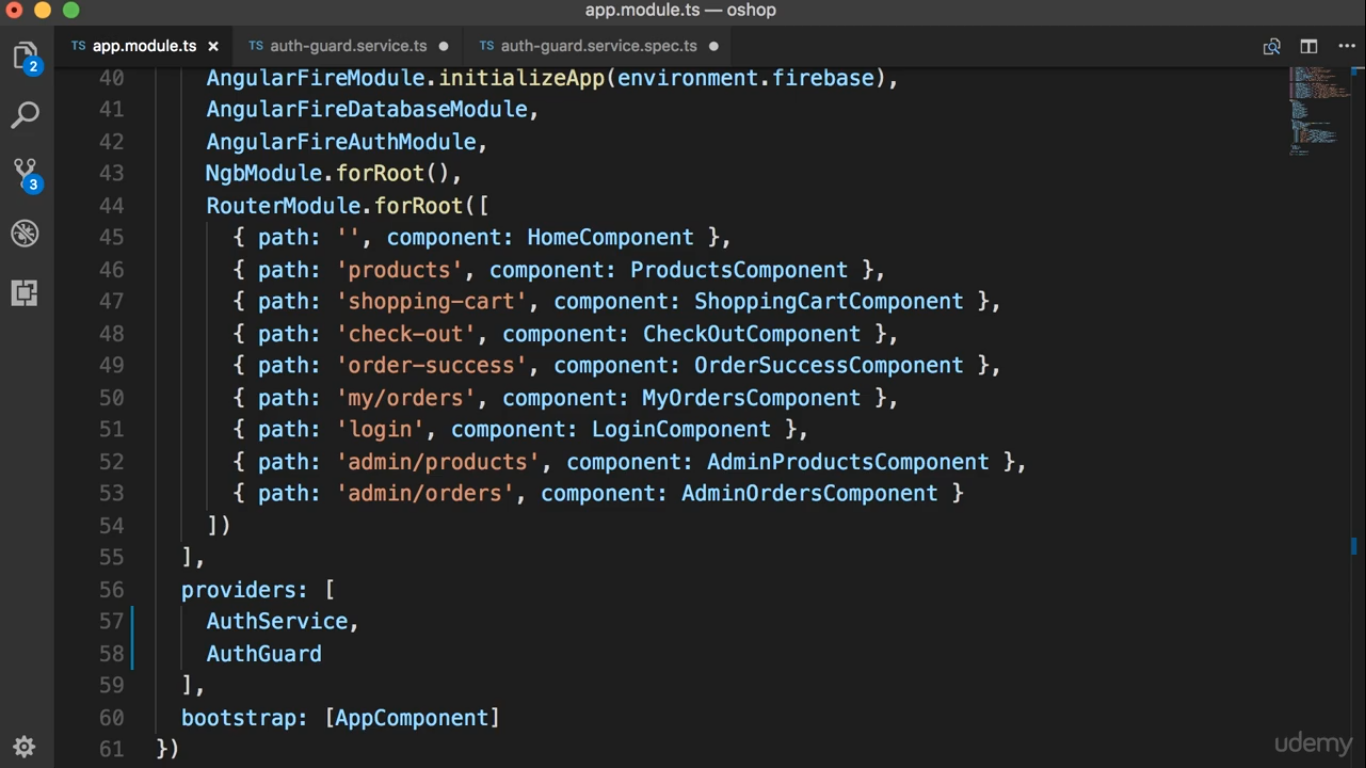 app.module.ts — oshop
TS app.module.ts × TS auth-guard.service.ts ● TS auth-guard.service.spec.ts ●
2
3
40 AngularFireModule.initializeApp(environment.firebase),
41 AngularFireDatabaseModule,
42 AngularFireAuthModule,
43 NgbModule.forRoot(),
44 RouterModule.forRoot([
45 { path: '', component: HomeComponent },
46 { path: 'products', component: ProductsComponent },
47 { path: 'shopping-cart', component: ShoppingCartComponent },
48 { path: 'check-out', component: CheckOutComponent },
49 { path: 'order-success', component: OrderSuccessComponent },
50 { path: 'my/orders', component: MyOrdersComponent },
51 { path: 'login', component: LoginComponent },
52 { path: 'admin/products', component: AdminProductsComponent },
53 { path: 'admin/orders', component: AdminOrdersComponent }
54 ])
55 ],
56 providers: [
57 AuthService,
58 AuthGuard
59 ],
60 bootstrap: [AppComponent]
61 })
udemy